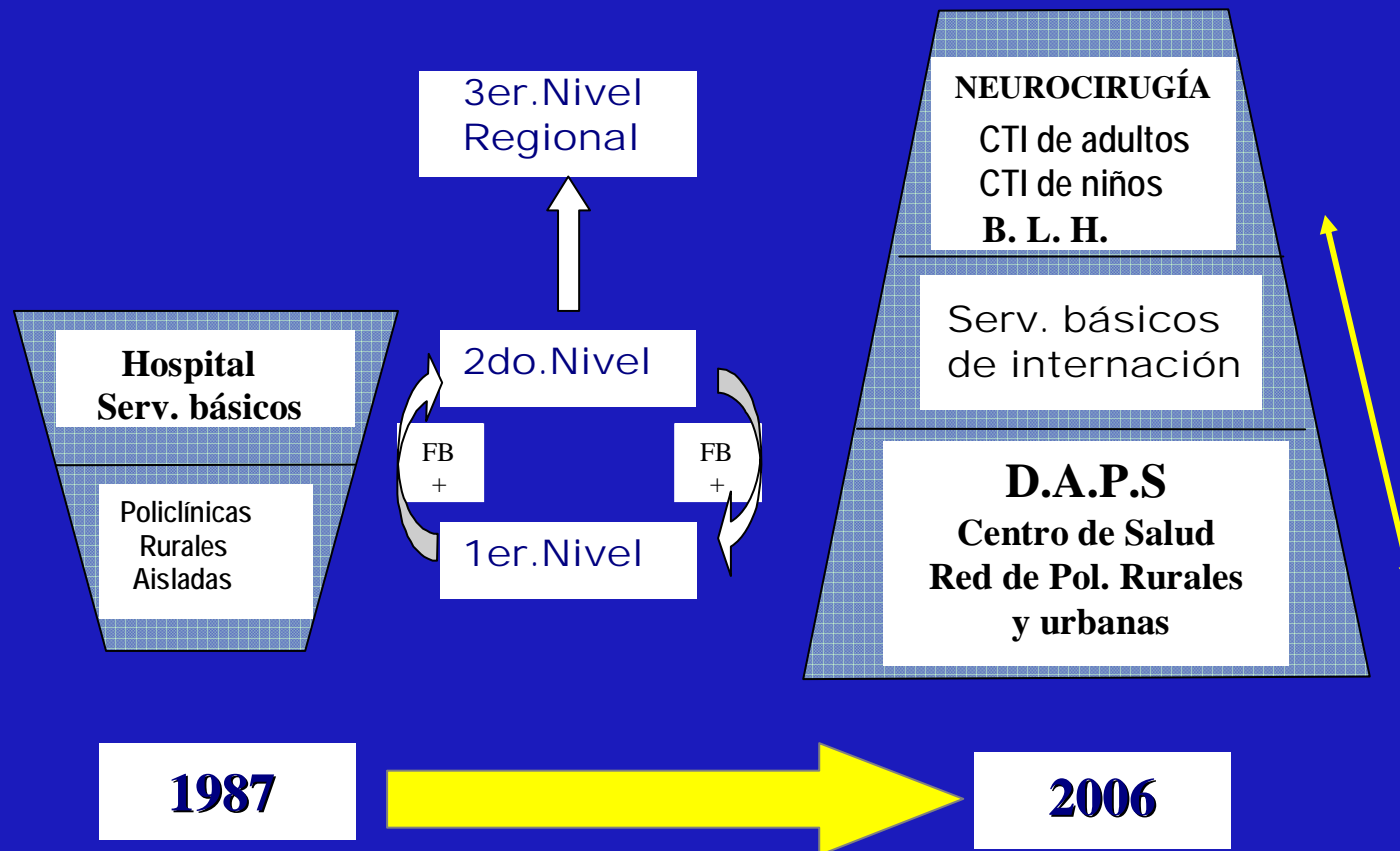 Hospital
Serv. básicos
Policlínicas
Rurales
Aisladas
3er.Nivel
Regional
2do.Nivel
FB
+
FB
+
1er.Nivel
NEUROCIRUGÍA
CTI de adultos
CTI de niños
B. L. H.
Serv. básicos
de internación
D.A.P.S
Centro de Salud
Red de Pol. Rurales
y urbanas
1987
2006